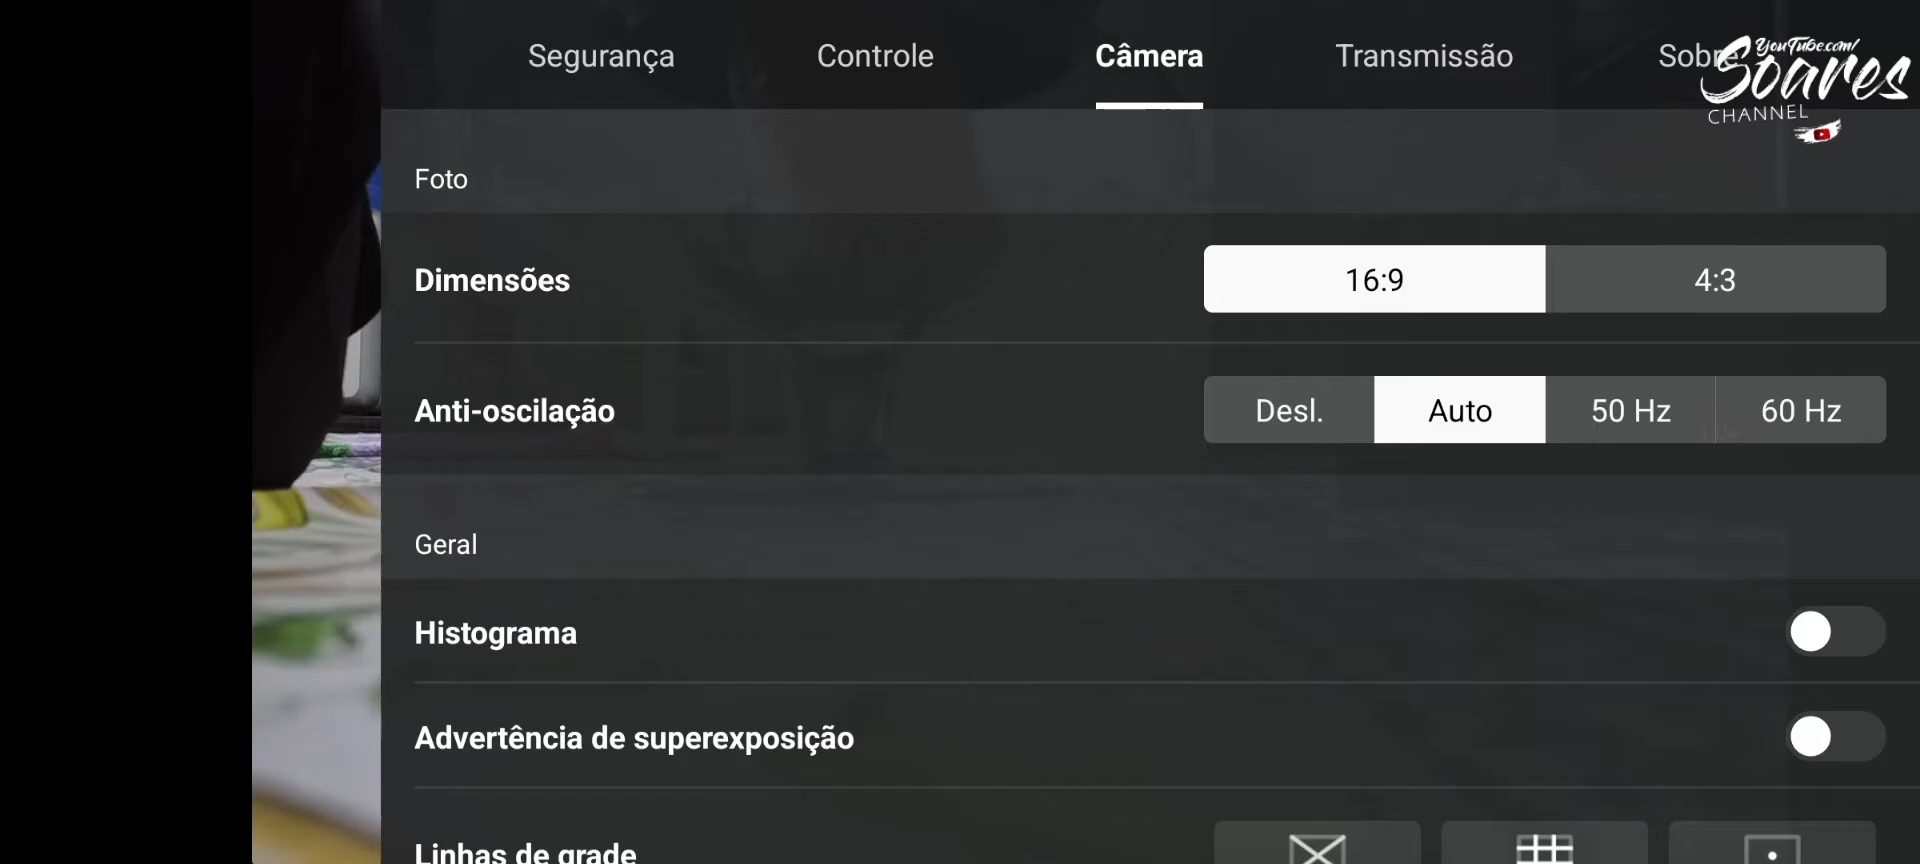 Segurança
Controle
Câmera
Transmissão
Sobre
YouTube.com/
Soares
CHANNEL
Foto
Dimensões
16:9
4:3
Anti-oscilação
Desl.
Auto
50 Hz
60 Hz
Geral
Histograma
Advertência de superexposição
Linhas de grade